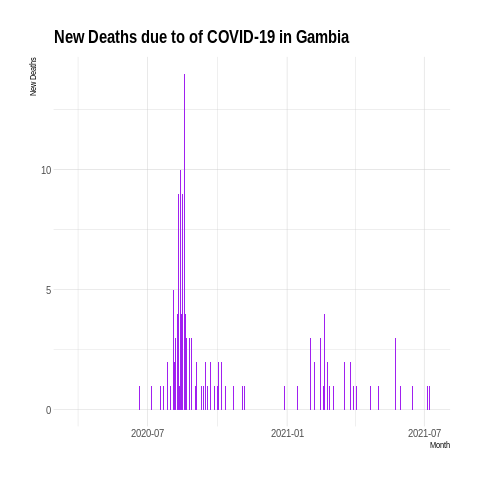 New Deaths due to of COVID-19 in Gambia
New Deaths
10
5
0
2020-07
2021-01
2021-07
Month